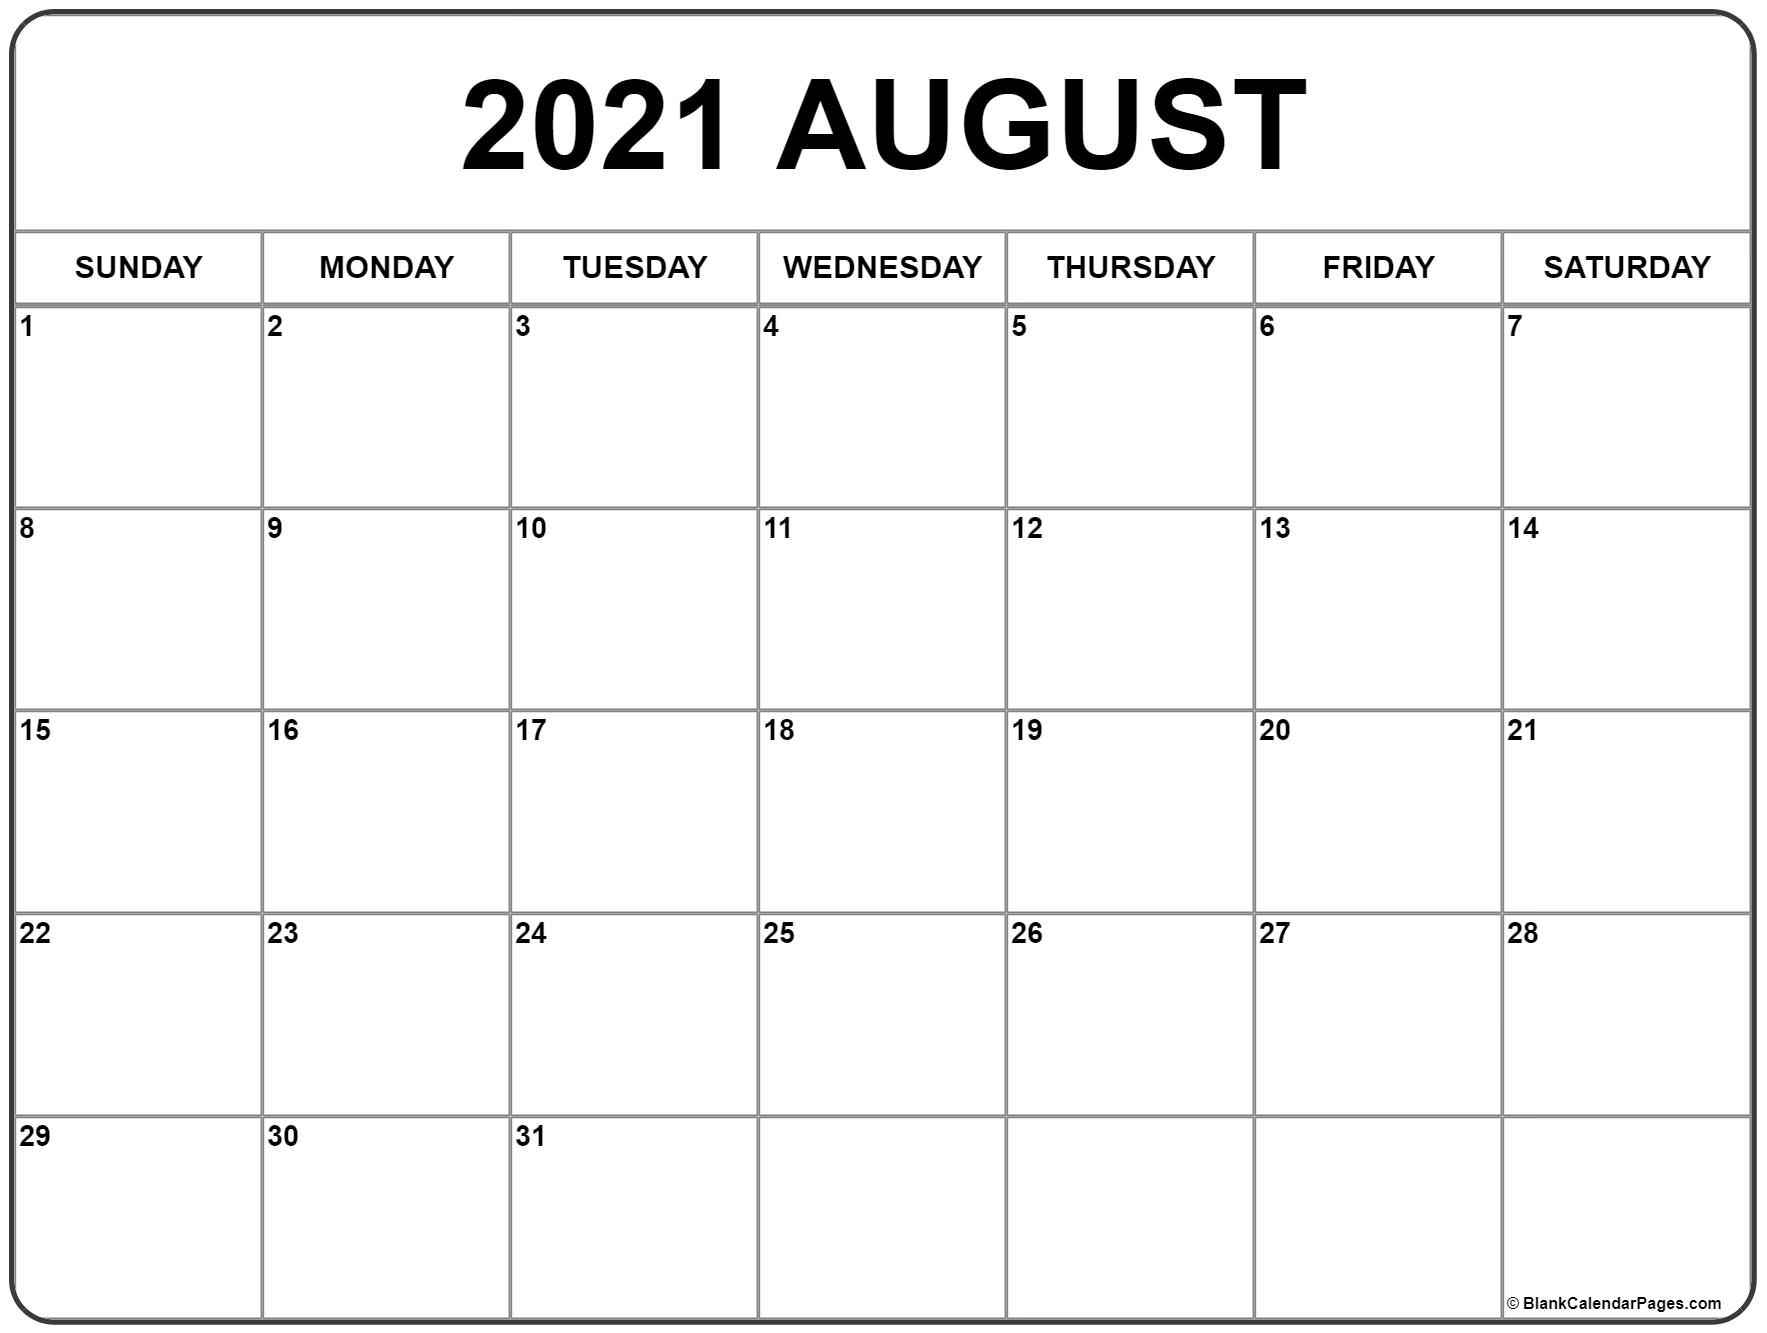 2021 AUGUST
SUNDAY MONDAY TUESDAY WEDNESDAY THURSDAY FRIDAY SATURDAY
1 2 3 4 5 6 7
8 9 10 11 12 13 14
15 16 17 18 19 20 21
22 23 24 25 26 27 28
29 30 31
© BlankCalendarPages.com